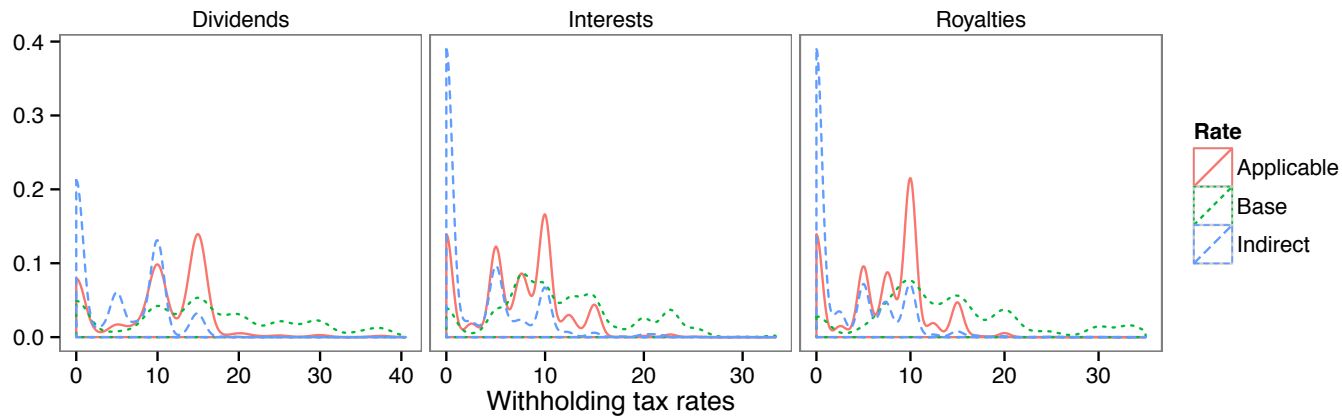 Dividends Interests Royalties
0.4
0.3
0.2
0.1
0.0
0 10 20 30 40 0 10 20 30 0 10 20 30
Withholding tax rates
Rate
Applicable
Base
Indirect